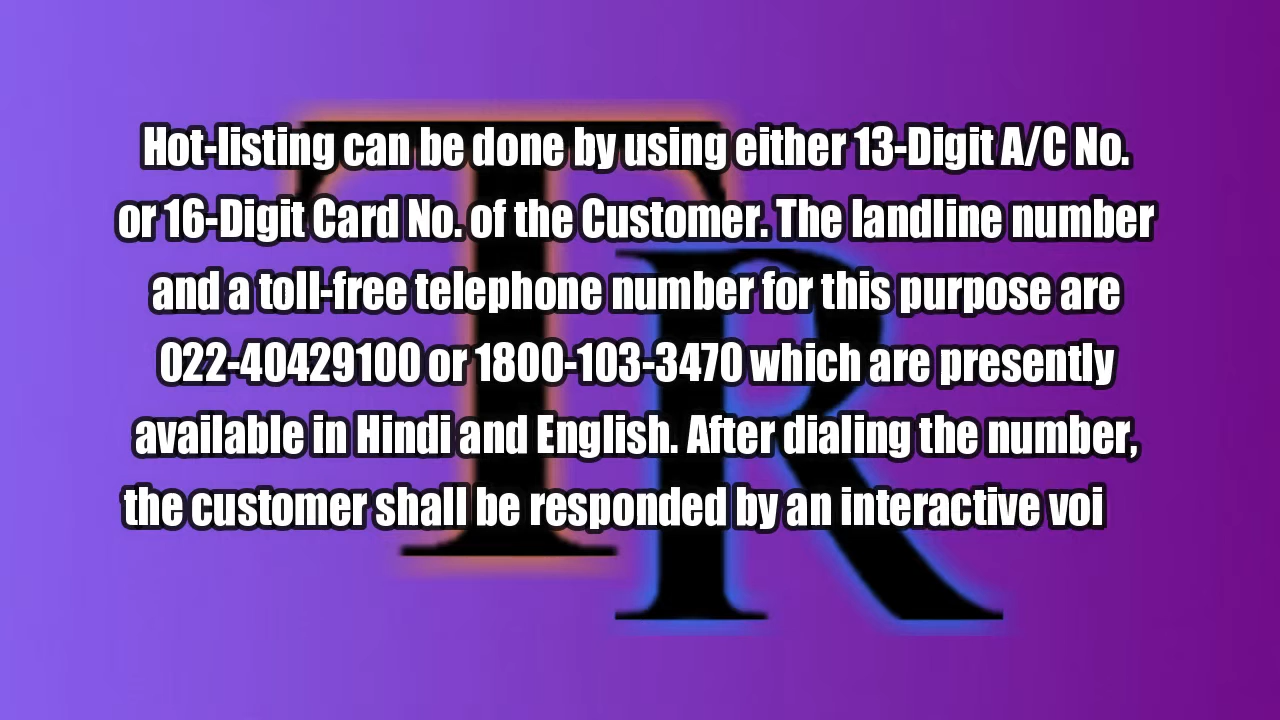 Hot-listing can be done by using either 13-Digit A/C No.
or 16-Digit Card No. of the Customer. The landline number
and a toll-free telephone number for this purpose are
022-40429100 or 1800-103-3470 which are presently
available in Hindi and English. After dialing the number,
the customer shall be responded by an interactive voi
TR